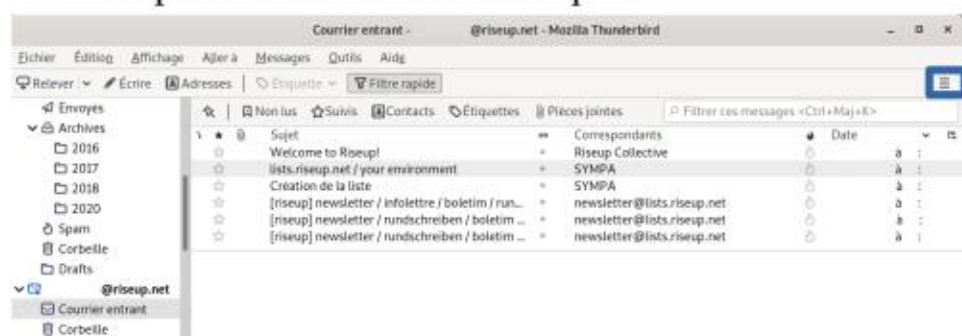 Courrier entrant - @riseup.net - Mozilla Thunderbird
Fichier Édition Affichage Aller à Messages Outils Aide
Relever Écrire Adresses Étiquette Filtre rapide
Envoyés
Archives
2016
2017
2018
2020
Spam
Corbeille
Drafts
@riseup.net
Courrier entrant
Corbeille
Non lus Suivis Contacts Étiquettes Pièces jointes Filtrer ces messages <Ctrl+Maj+K>
Sujet Correspondants Date
Welcome to Riseup! Riseup Collective à :
lists.riseup.net / your environment SYMPA à :
Création de la liste SYMPA à :
[riseup] newsletter / infolettre / boletim / run... newsletter@lists.riseup.net à :
[riseup] newsletter / rundschreiben / boletim ... newsletter@lists.riseup.net à :
[riseup] newsletter / rundschreiben / boletim ... newsletter@lists.riseup.net à :